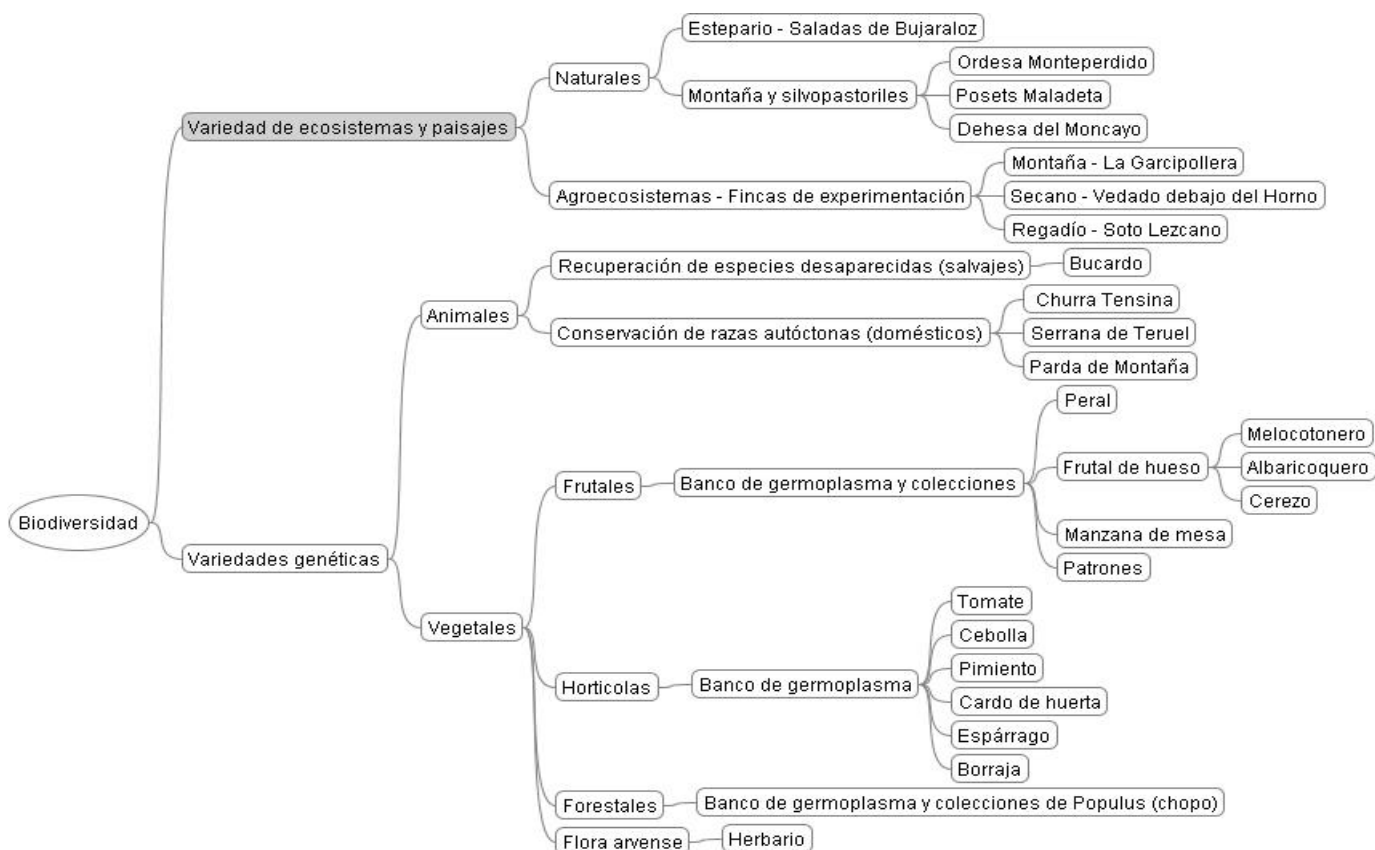 Estepario - Saladas de Bujaraloz
Naturales
Ordesa Monteperdido
Montaña y silvopastoriles
Posets Maladeta
Dehesa del Moncayo
Variedad de ecosistemas y paisajes
Montaña - La Garcipollera
Agroecosistemas - Fincas de experimentación
Secano - Vedado debajo del Horno
Regadío - Soto Lezcano
Recuperación de especies desaparecidas (salvajes)
Bucardo
Animales
Churra Tensina
Conservación de razas autóctonas (domésticos)
Serrana de Teruel
Parda de Montaña
Peral
Melocotonero
Frutal de hueso
Albaricoquero
Cerezo
Frutales
Banco de germoplasma y colecciones
Manzana de mesa
Patrones
Biodiversidad
Variedades genéticas
Vegetales
Tomate
Cebolla
Pimiento
Horticolas
Banco de germoplasma
Cardo de huerta
Espárrago
Borraja
Forestales
Banco de germoplasma y colecciones de Populus (chopo)
Flora arvense
Herbario